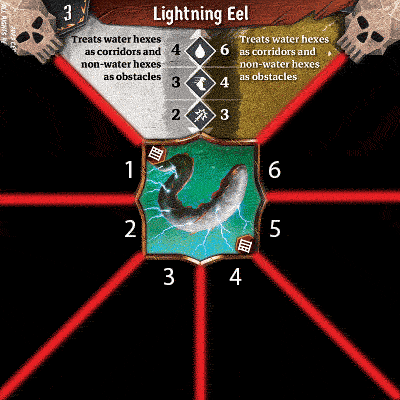 3
Lightning Eel
Treats water hexes
as corridors and
non-water hexes
as obstacles
4 6
3 4
2 3
Treats water hexes
as corridors and
non-water hexes
as obstacles
1 6
2 5
3 4